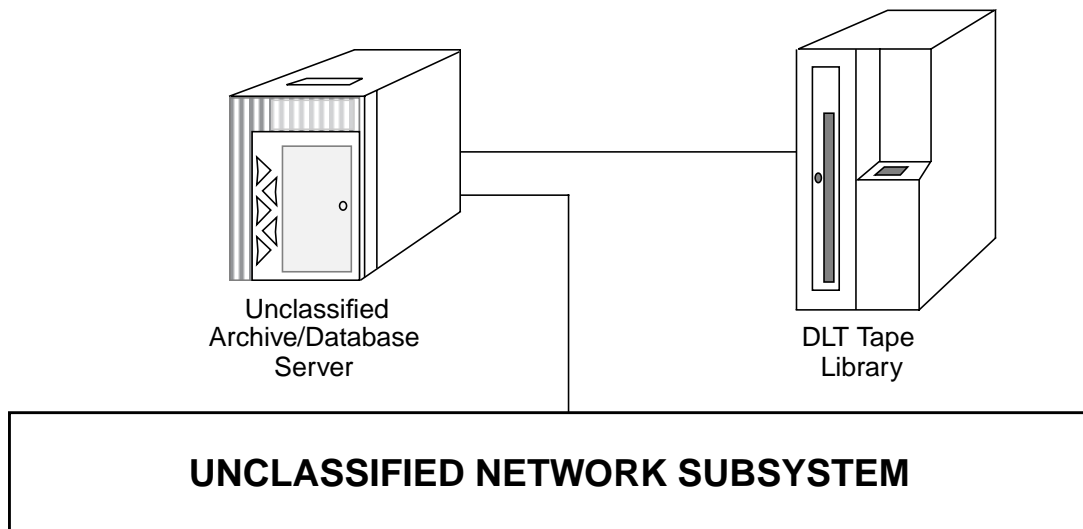 Unclassified
Archive/Database
Server
DLT Tape
Library
UNCLASSIFIED NETWORK SUBSYSTEM